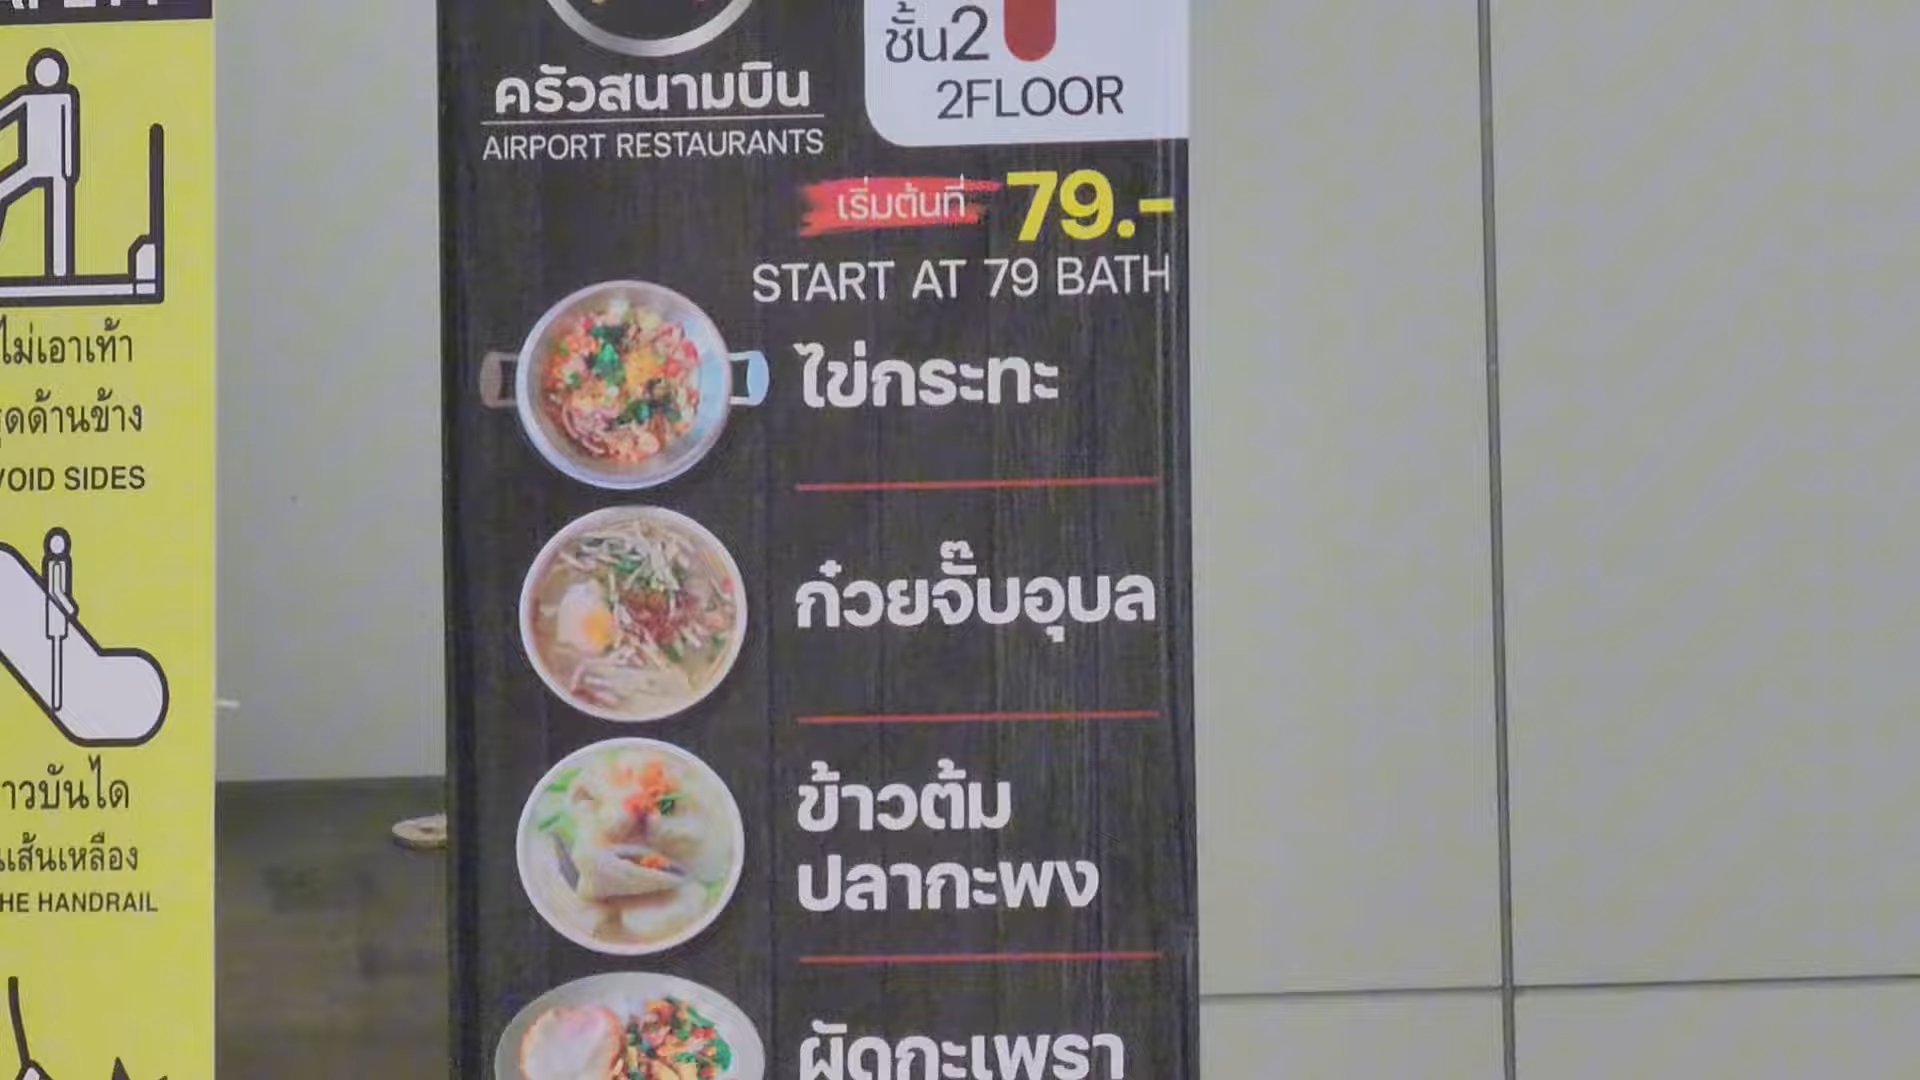 ไม่เอาเท้า
ุดด้านข้าง
VOID SIDES
าวบันได
เส้นเหลือง
HE HANDRAIL
ครัวสนามบิน
AIRPORT RESTAURANTS
ชั้น2
2FLOOR
เริ่มต้นที่ 79.-
START AT 79 BATH
ไข่กระทะ
ก๋วยจั๊บอุบล
ข้าวต้ม
ปลากะพง
ผัดกะเพรา